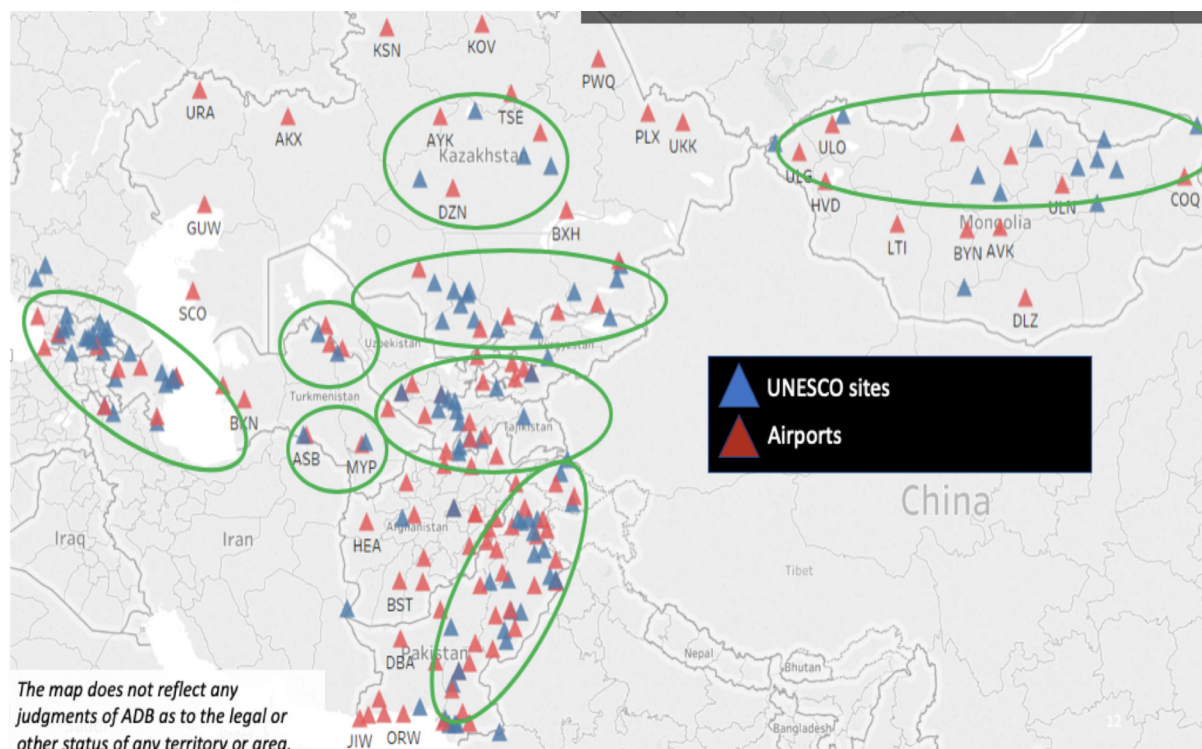 KSN
KOV
PWQ
URA
AKX
AYK
TSE
Kazakhsta
PLX
UKK
ULO
ULG
HVD
ULN
COQ
DZN
GUW
BXH
LTI
Mongolia
BYN
AVK
SCO
DLZ
Uzbekistan
Kyrgyzstan
UNESCO sites
Airports
Turkmenistan
BKN
Tajikistan
ASB
MYP
China
Iraq
Iran
HEA
Afghanistan
Tibet
BST
DBA
Pakistan
Nepal
Bhutan
Bangladesh
JIW
ORW
12
The map does not reflect any
judgments of ADB as to the legal or
other status of any territory or area.